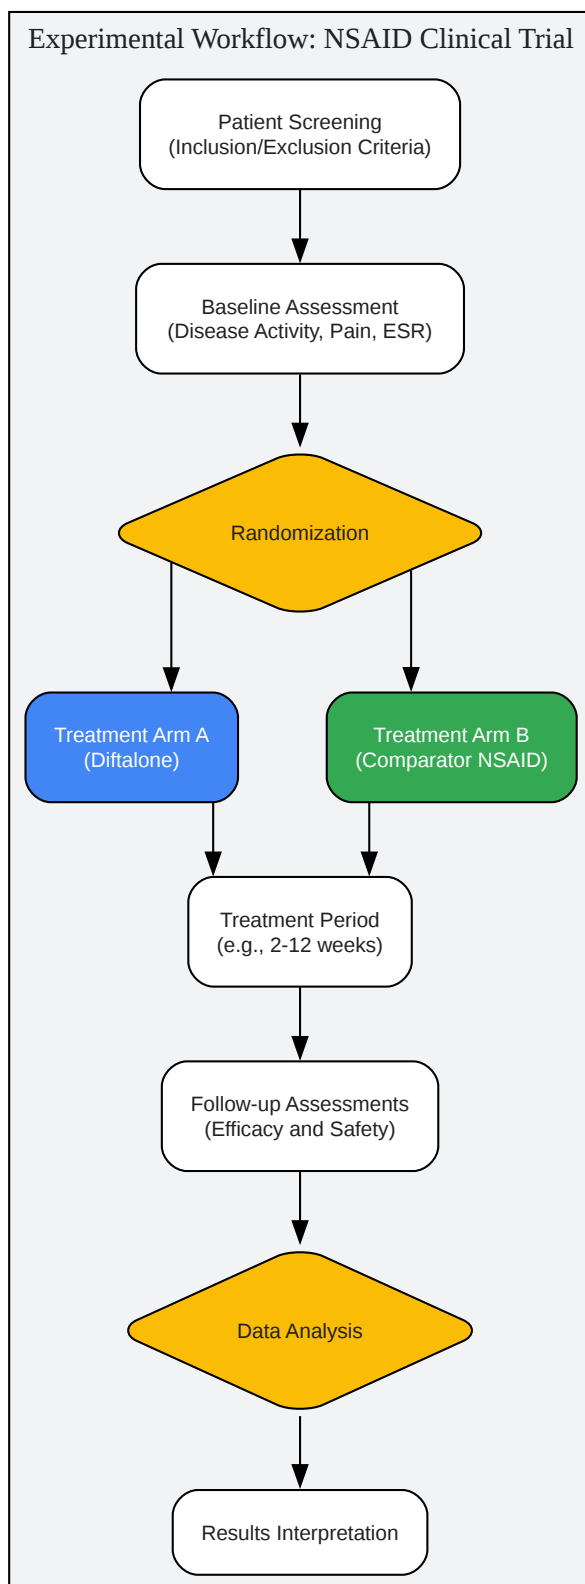 Experimental Workflow: NSAID Clinical Trial
Patient Screening
(Inclusion/Exclusion Criteria)
Baseline Assessment
(Disease Activity, Pain, ESR)
Randomization
Treatment Arm A
(Diftalone)
Treatment Arm B
(Comparator NSAID)
Treatment Period
(e.g., 2-12 weeks)
Follow-up Assessments
(Efficacy and Safety)
Data Analysis
Results Interpretation